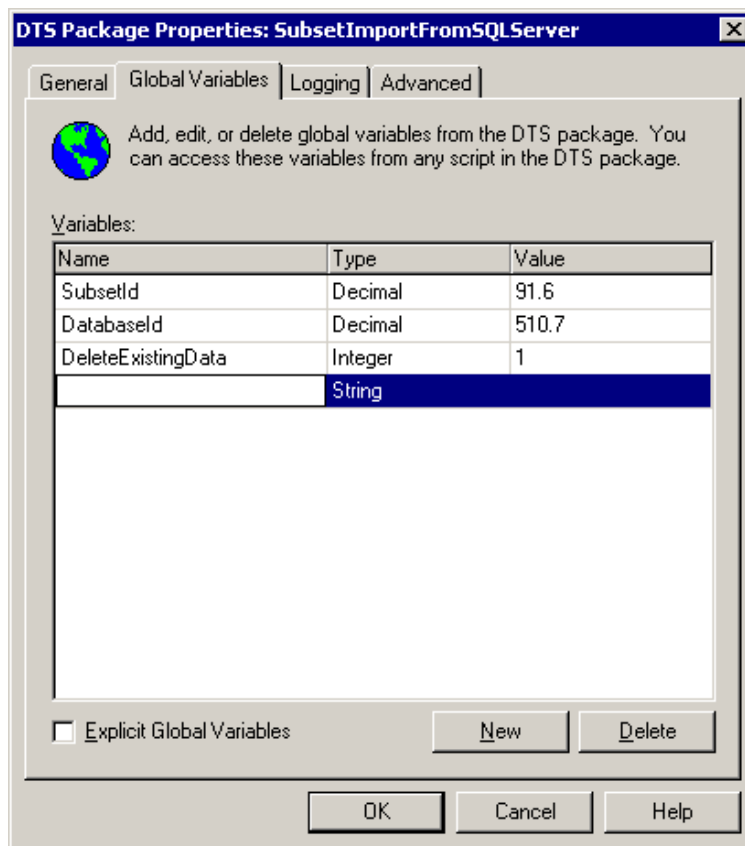 DTS Package Properties: SubsetImportFromSQLServer
General Global Variables Logging Advanced
Add, edit, or delete global variables from the DTS package. You
can access these variables from any script in the DTS package.
Variables:
Name Type Value
SubsetId Decimal 91.6
DatabaseId Decimal 510.7
DeleteExistingData Integer 1
String
Explicit Global Variables New Delete
OK Cancel Help